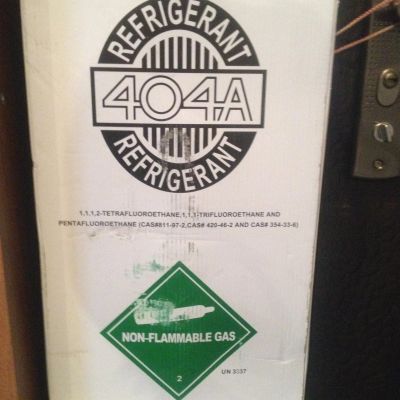 REFRIGERANT
404A
REFRIGERANT
1,1,1,2-TETRAFLUOROETHANE,1,1,1-TRIFLUOROETHANE AND
PENTAFLUOROETHANE (CAS#811-97-2,CAS# 420-46-2 AND CAS# 354-33-6)
NON-FLAMMABLE GAS
2
UN 3337